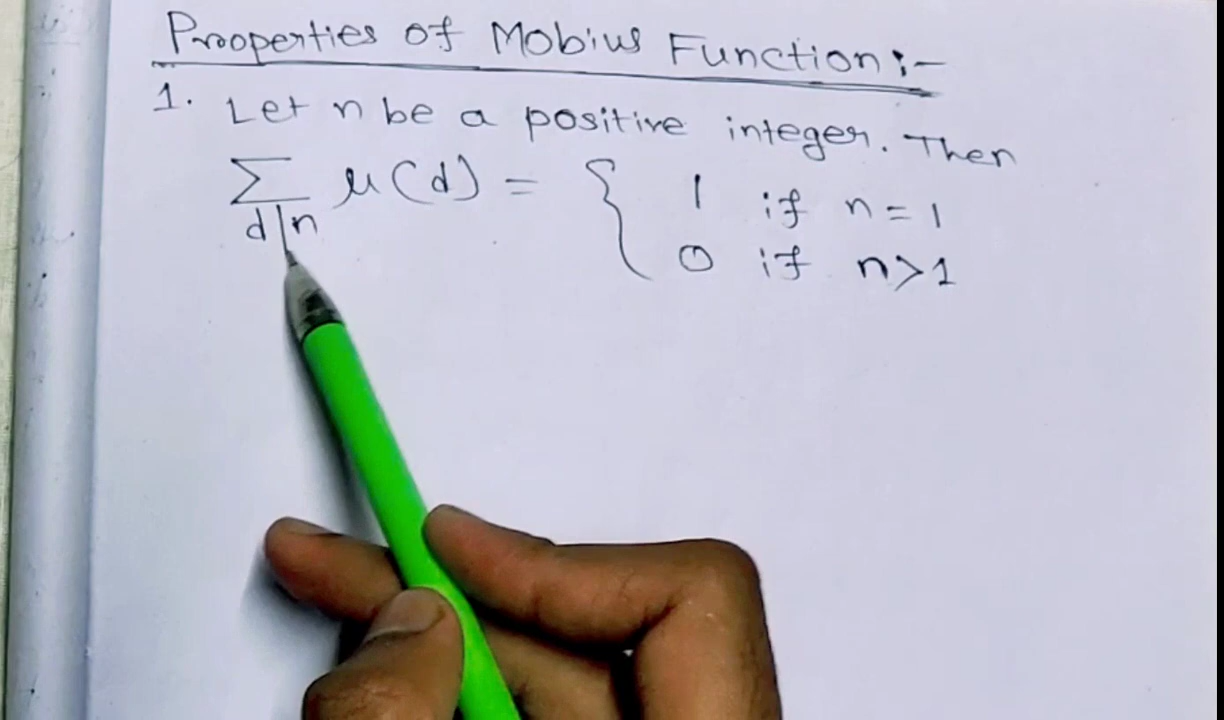 Properties of Mobius Function :-
1. Let n be a positive integer. Then
∑ μ(d) = { 1 if n = 1
d|n 0 if n>1